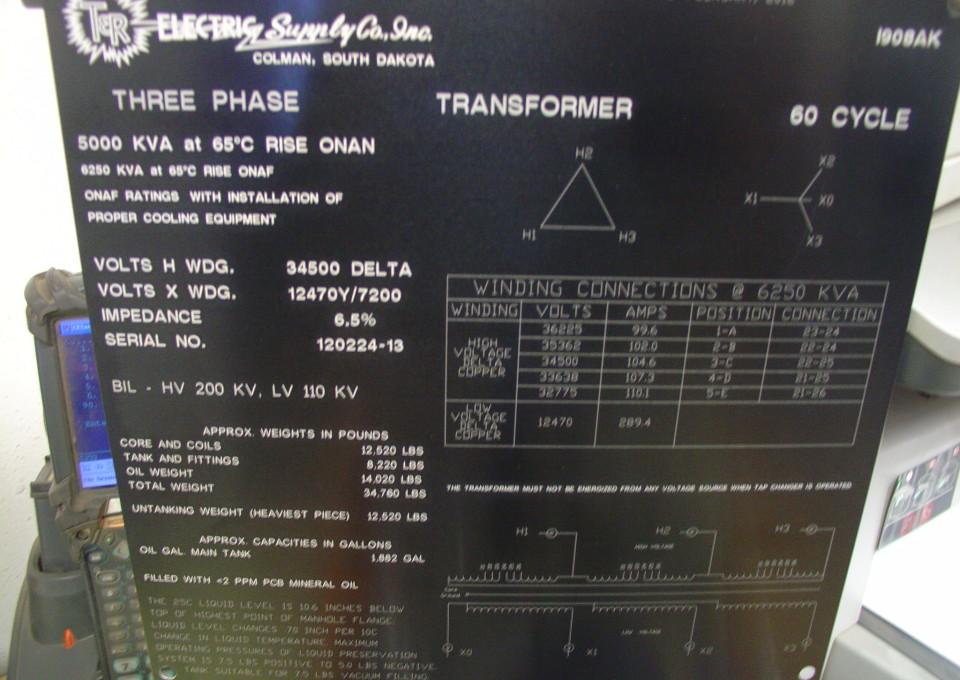 T&R ELECTRIC Supply Co., Inc.
COLMAN, SOUTH DAKOTA
1908AK
THREE PHASE TRANSFORMER 60 CYCLE
5000 KVA at 65°C RISE ONAN
6250 KVA at 65°C RISE ONAF
ONAF RATINGS WITH INSTALLATION OF
PROPER COOLING EQUIPMENT
H2
H1 H3
X2
X1 X0
X3
VOLTS H WDG. 34500 DELTA
VOLTS X WDG. 12470Y/7200
IMPEDANCE 6.5%
SERIAL NO. 120224-13
BIL - HV 200 KV, LV 110 KV
APPROX. WEIGHTS IN POUNDS
CORE AND COILS 12,520 LBS
TANK AND FITTINGS 8,220 LBS
OIL WEIGHT 14,020 LBS
TOTAL WEIGHT 34,760 LBS
UNTANKING WEIGHT (HEAVIEST PIECE) 12,520 LBS
APPROX. CAPACITIES IN GALLONS
OIL GAL MAIN TANK 1,882 GAL
FILLED WITH <2 PPM PCB MINERAL OIL
THE 25C LIQUID LEVEL IS 10.6 INCHES BELOW
TOP OF HIGHEST POINT OF MANHOLE FLANGE.
LIQUID LEVEL CHANGES .70 INCH PER 10C
CHANGE IN LIQUID TEMPERATURE. MAXIMUM
OPERATING PRESSURES OF LIQUID PRESERVATION
SYSTEM IS 7.5 LBS POSITIVE TO 5.0 LBS NEGATIVE.
TANK SUITABLE FOR 7.5 LBS VACUUM FILLING.
WINDING CONNECTIONS @ 6250 KVA
WINDING VOLTS AMPS POSITION CONNECTION
HIGH VOLTAGE DELTA COPPER
36225 99.6 1-A 23-24
35362 102.0 2-B 22-24
34500 104.6 3-C 22-25
33638 107.3 4-D 21-25
32775 110.1 5-E 21-26
LOW VOLTAGE DELTA COPPER 12470 289.4
THE TRANSFORMER MUST NOT BE ENERGIZED FROM ANY VOLTAGE SOURCE WHEN TAP CHANGER IS OPERATED
H1 H2 H3
HIGH VOLTAGE
Core
Ground
LOW VOLTAGE
X0 X1 X2 X3